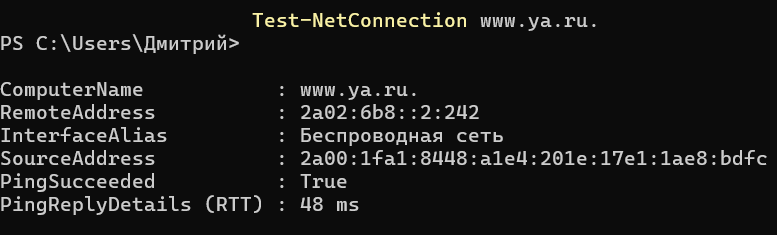 Test-NetConnection www.ya.ru.
PS C:\Users\Дмитрий>
ComputerName : www.ya.ru.
RemoteAddress : 2a02:6b8::2:242
InterfaceAlias : Беспроводная сеть
SourceAddress : 2a00:1fa1:8448:a1e4:201e:17e1:1ae8:bdfc
PingSucceeded : True
PingReplyDetails (RTT) : 48 ms